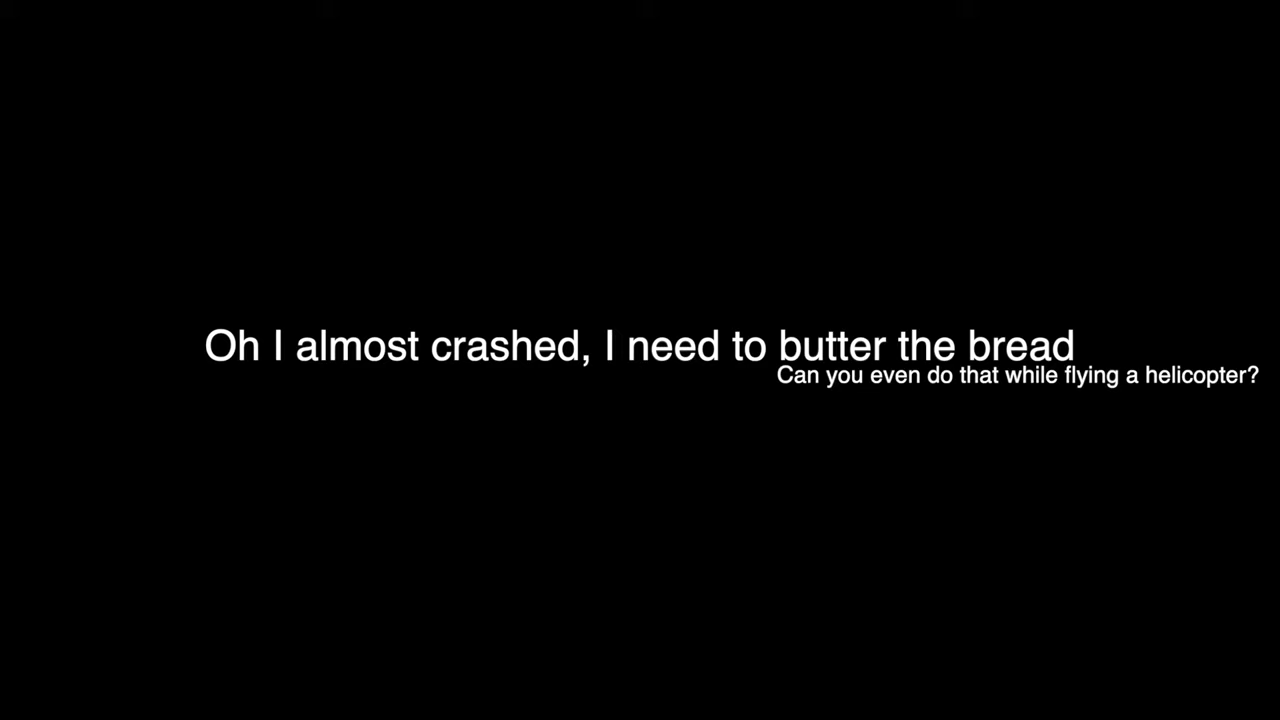 Oh I almost crashed, I need to butter the bread
Can you even do that while flying a helicopter?